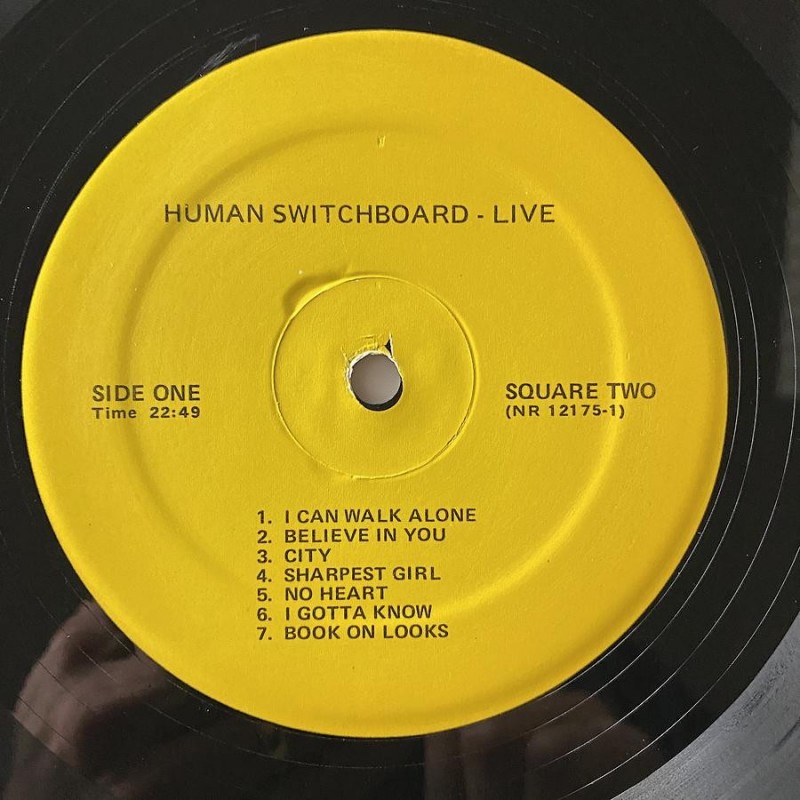 HUMAN SWITCHBOARD - LIVE
SIDE ONE
Time 22:49
SQUARE TWO
(NR 12175-1)
1. I CAN WALK ALONE
2. BELIEVE IN YOU
3. CITY
4. SHARPEST GIRL
5. NO HEART
6. I GOTTA KNOW
7. BOOK ON LOOKS